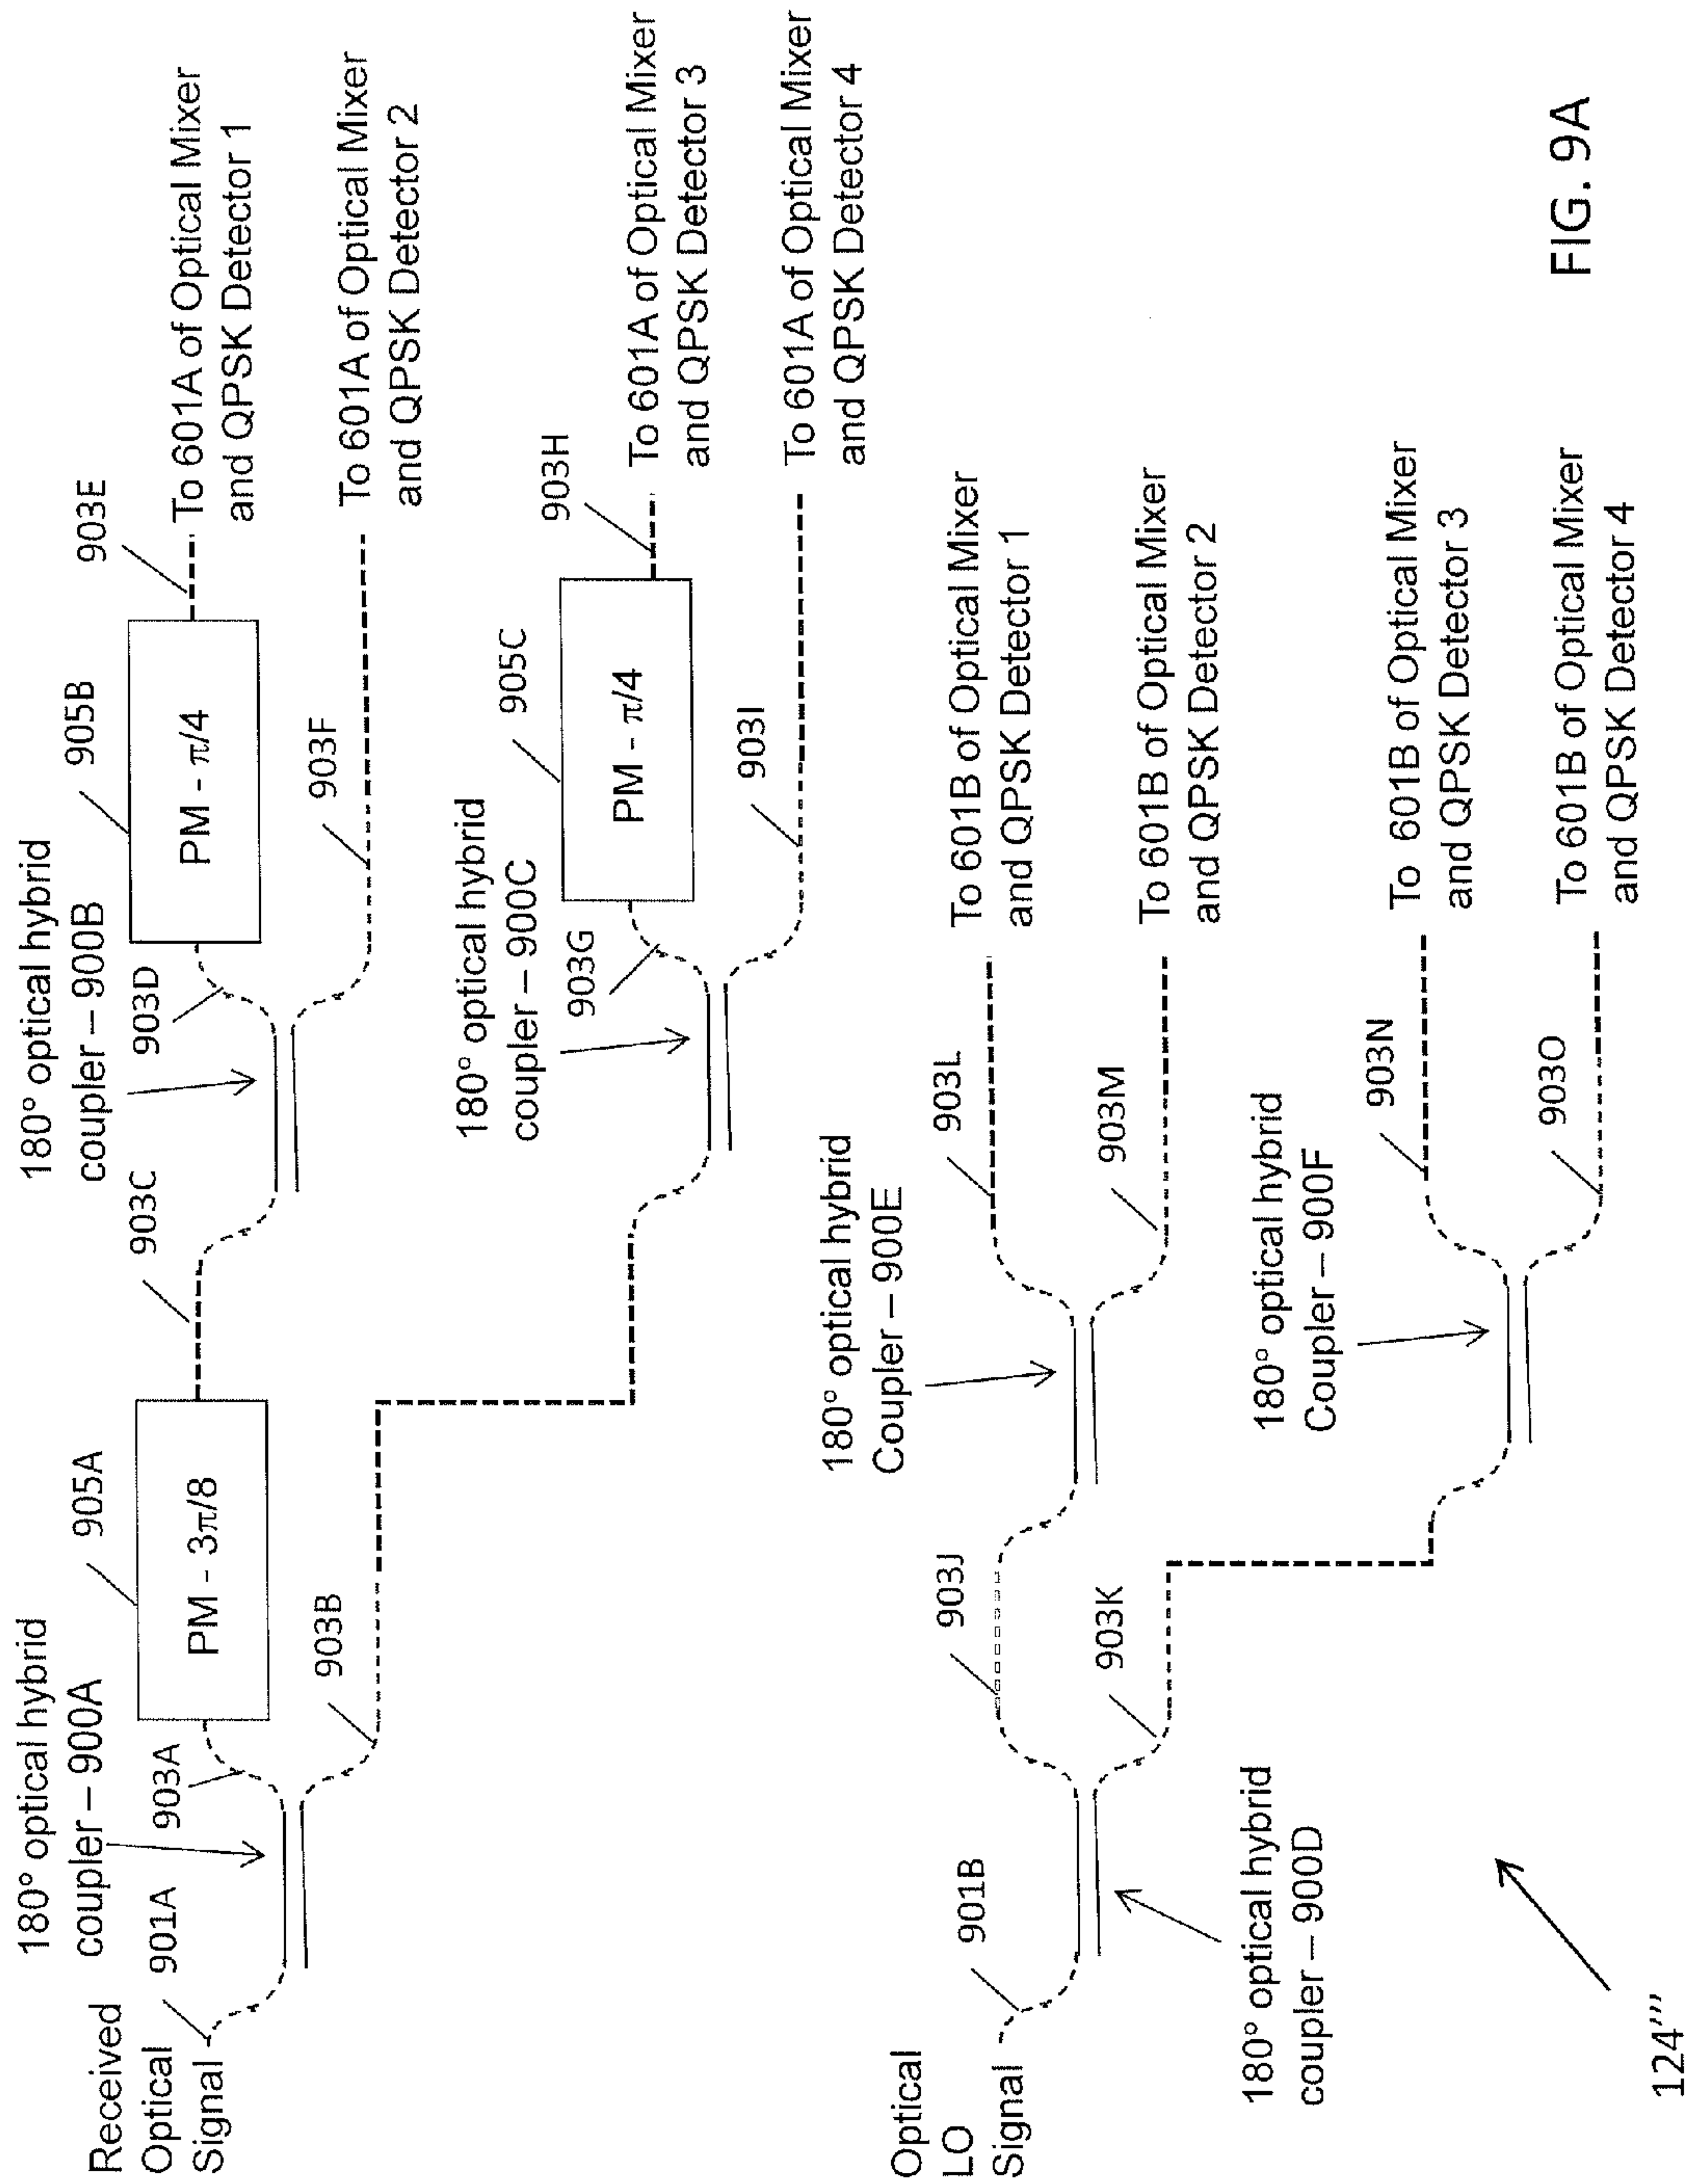 Received
Optical
Signal
901A
180° optical hybrid
coupler – 900A
903A
905A
PM - 3π/8
903B
903C
180° optical hybrid
coupler – 900B
903D
905B
PM - π/4
903E
903F
To 601A of Optical Mixer
and QPSK Detector 1
To 601A of Optical Mixer
and QPSK Detector 2
180° optical hybrid
coupler – 900C
903G
905C
PM - π/4
903H
903I
To 601A of Optical Mixer
and QPSK Detector 3
To 601A of Optical Mixer
and QPSK Detector 4
Optical
LO
Signal
901B
180° optical hybrid
coupler – 900D
903J
903K
180° optical hybrid
Coupler – 900E
903L
903M
To 601B of Optical Mixer
and QPSK Detector 1
To 601B of Optical Mixer
and QPSK Detector 2
180° optical hybrid
Coupler – 900F
903N
903O
To 601B of Optical Mixer
and QPSK Detector 3
To 601B of Optical Mixer
and QPSK Detector 4
124'''
FIG. 9A